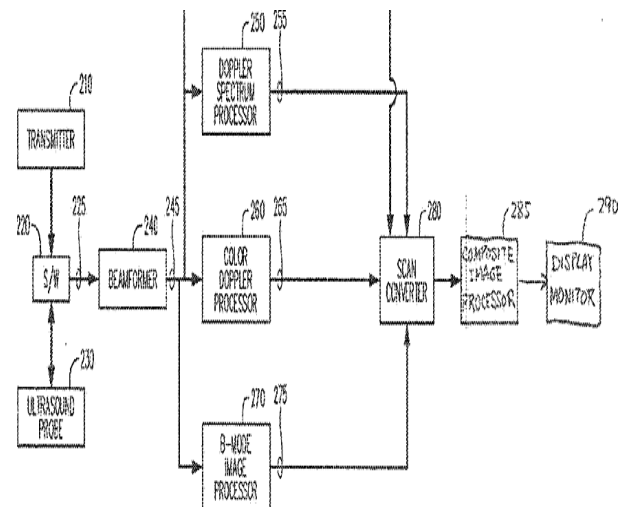 250
255
DOPPLER
SPECTRUM
PROCESSOR
210
TRANSMITTER
220
225
240
245
260
265
280
285
290
S/W
BEAMFORMER
COLOR
DOPPLER
PROCESSOR
SCAN
CONVERTER
COMPOSITE
IMAGE
PROCESSOR
DISPLAY
MONITOR
230
ULTRASOUND
PROBE
270
275
B-MODE
IMAGE
PROCESSOR